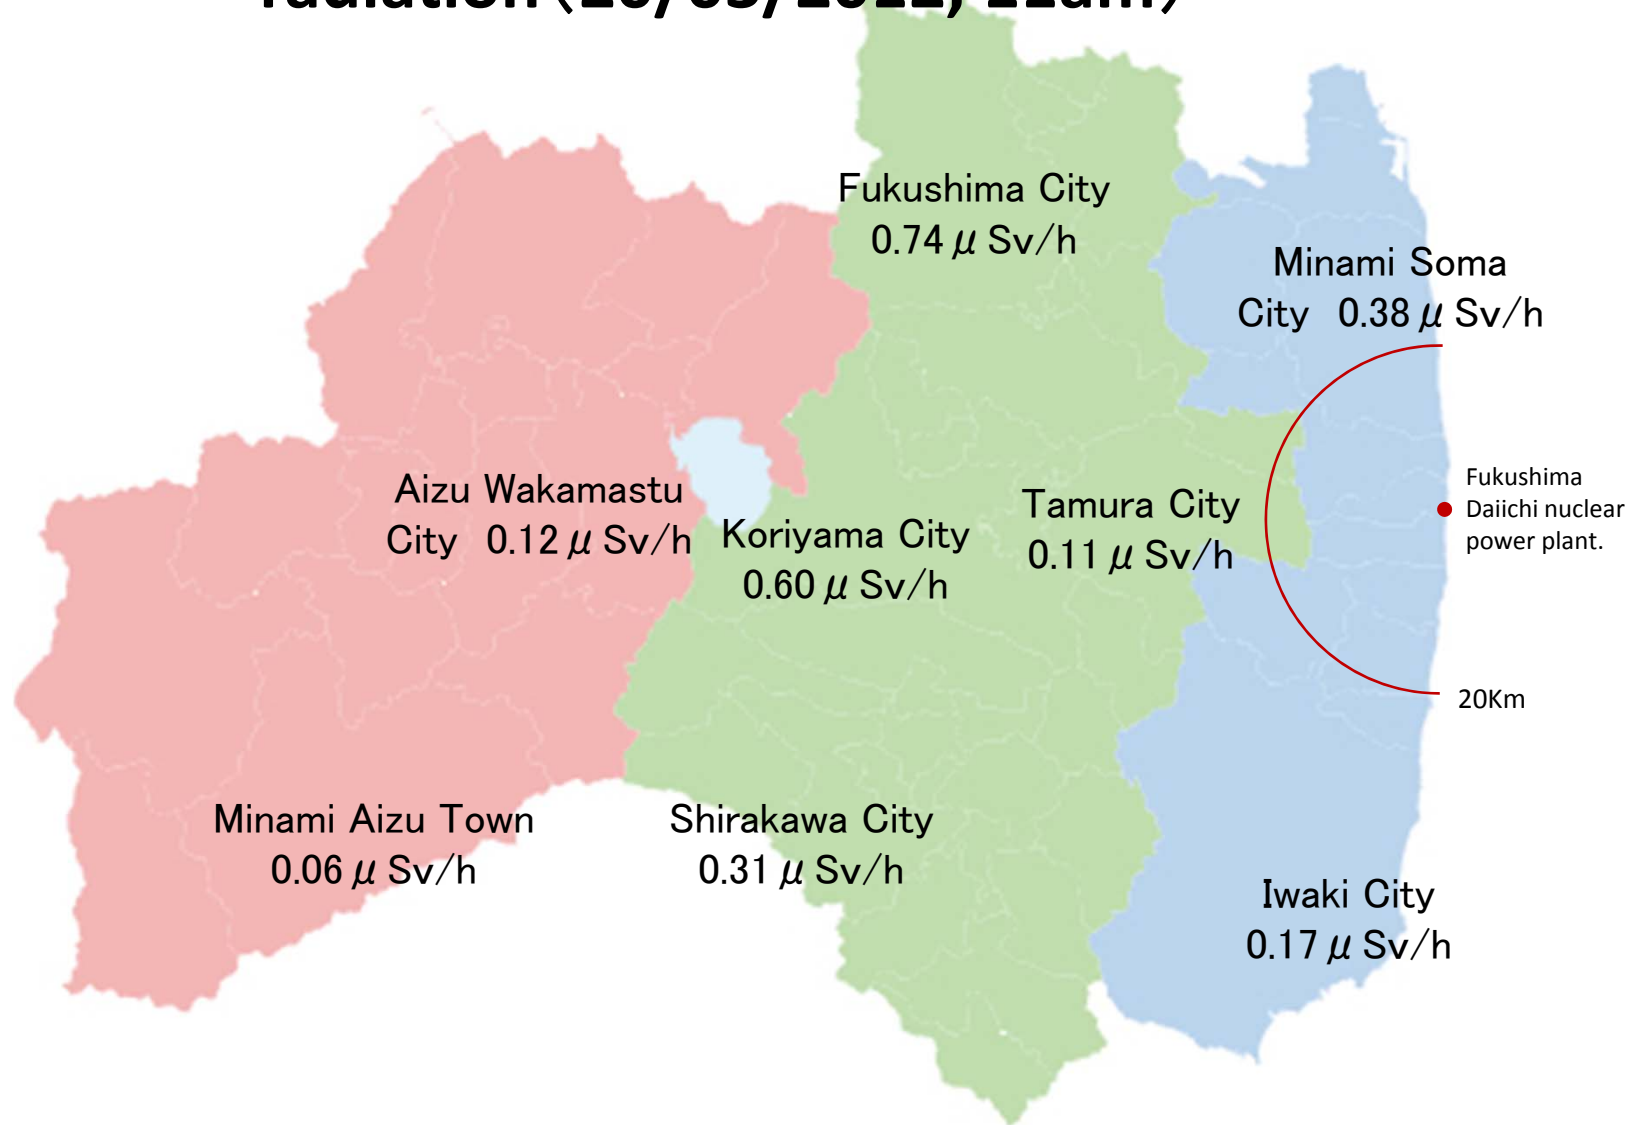 radiation
Fukushima City
0.74 μ Sv/h
Minami Soma
City 0.38 μ Sv/h
Fukushima
Daiichi nuclear
power plant.
Aizu Wakamastu
City 0.12 μ Sv/h
Koriyama City
0.60 μ Sv/h
Tamura City
0.11 μ Sv/h
20Km
Minami Aizu Town
0.06 μ Sv/h
Shirakawa City
0.31 μ Sv/h
Iwaki City
0.17 μ Sv/h